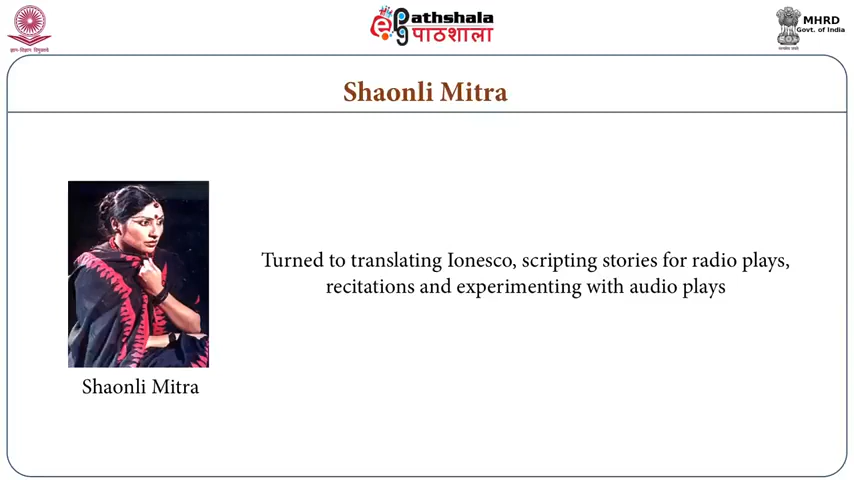 ePathshala
पाठशाला
MHRD
Govt. of India
Shaonli Mitra
Turned to translating Ionesco, scripting stories for radio plays,
recitations and experimenting with audio plays
Shaonli Mitra